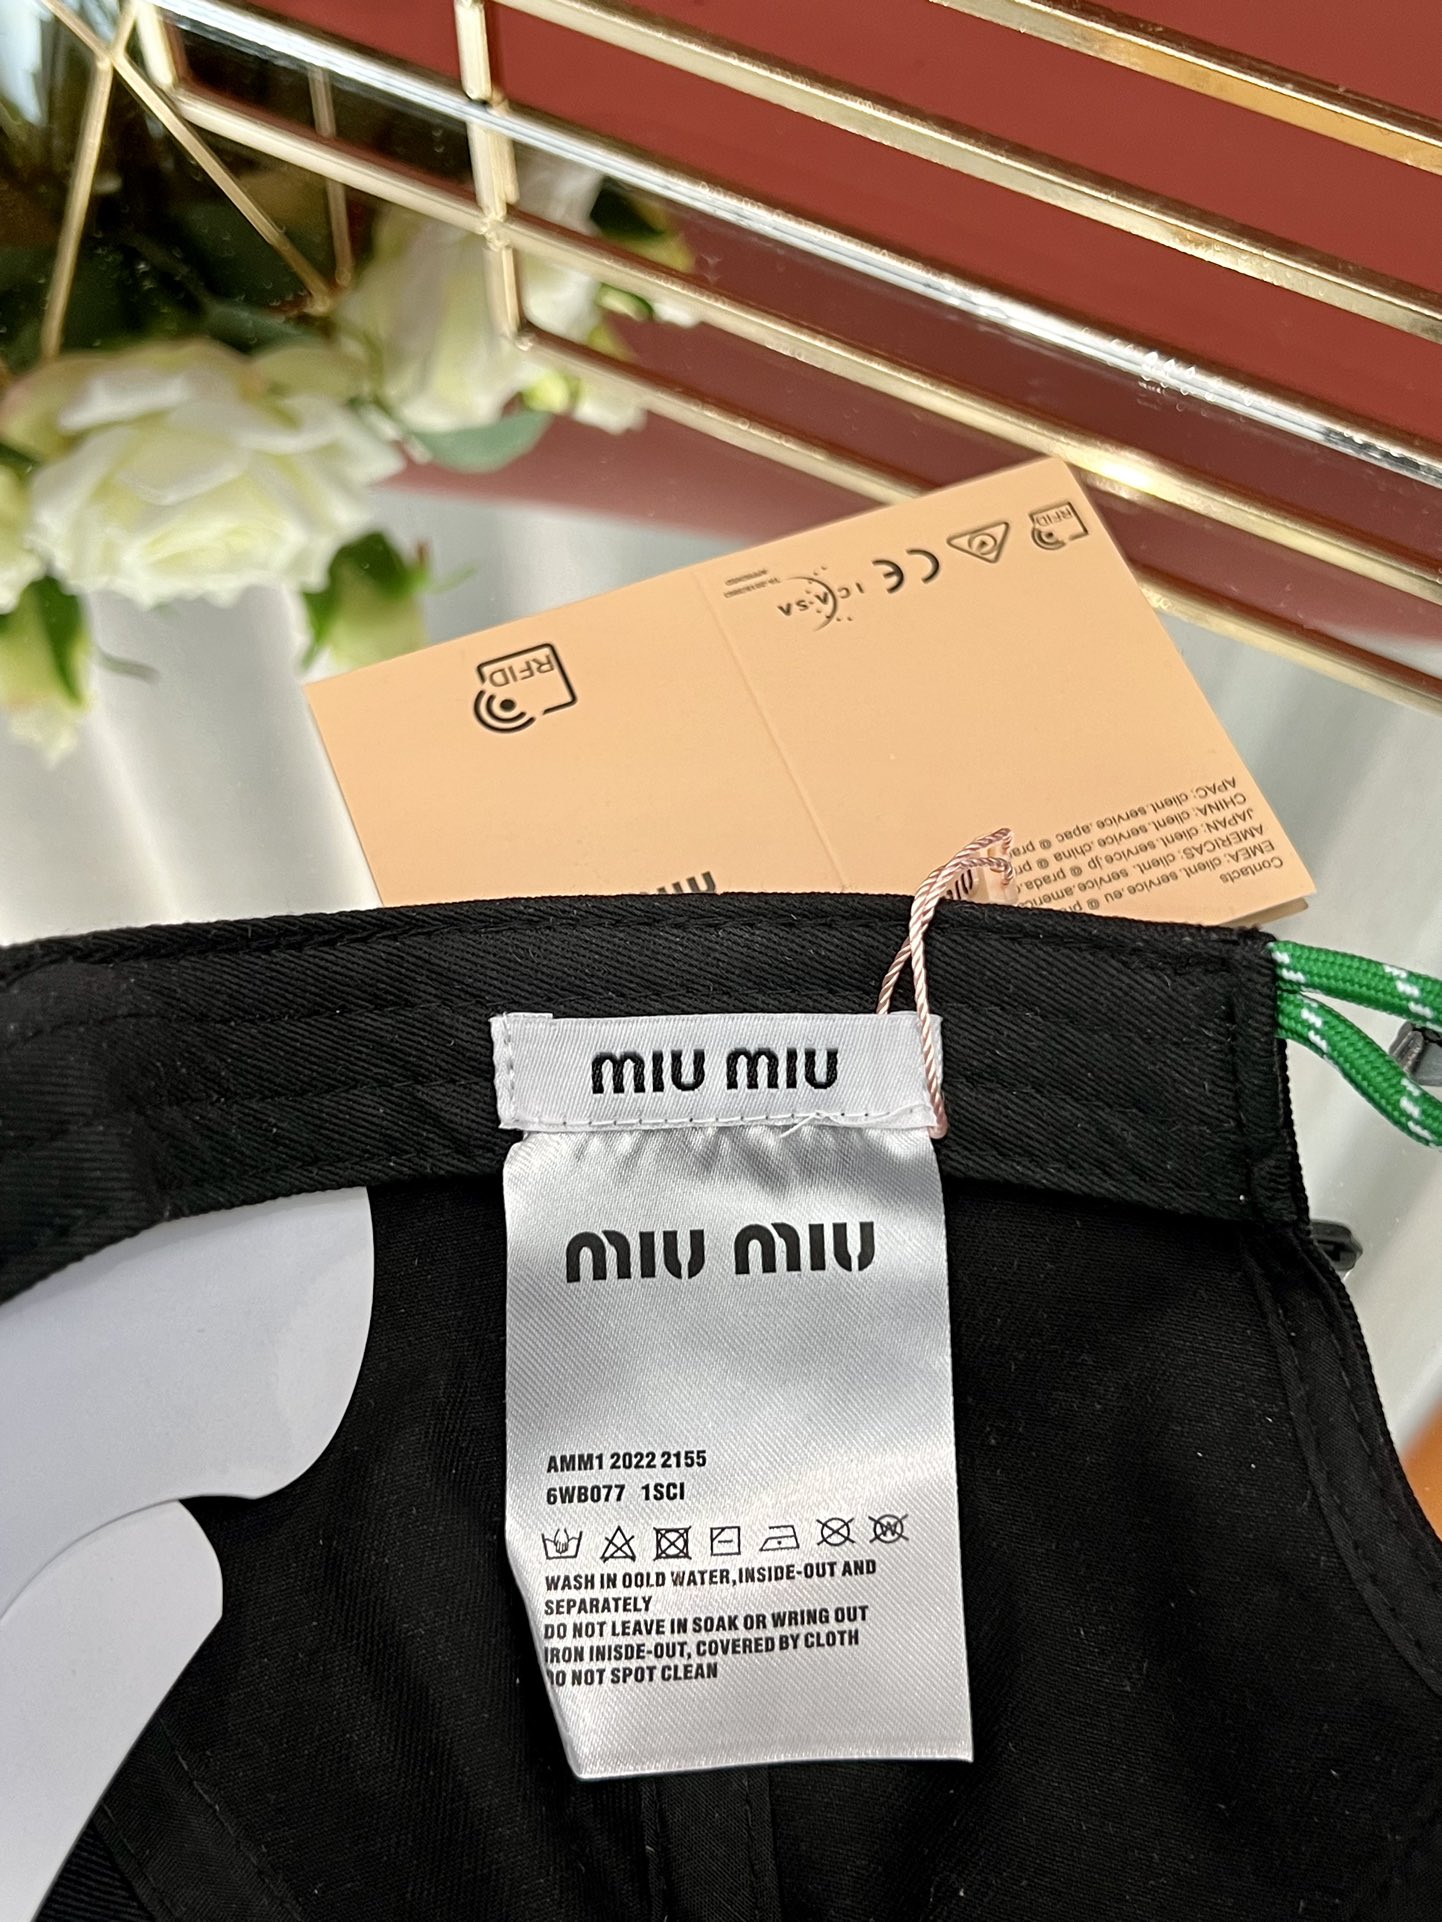 RFID
RFID
ICASA
Contacts
EMEA: client.service.eu @
AMERICAS: client.service.america
JAPAN: client.service.jp @ prada.
CHINA: client.service.china @
APAC: client.service.apac @
MIU
MIU MIU
MIU MIU
AMM1 2022 2155
6WB077 1SCI
WASH IN OOLD WATER,INSIDE-OUT AND
SEPARATELY
DO NOT LEAVE IN SOAK OR WRING OUT
IRON INISDE-OUT, COVERED BY CLOTH
DO NOT SPOT CLEAN